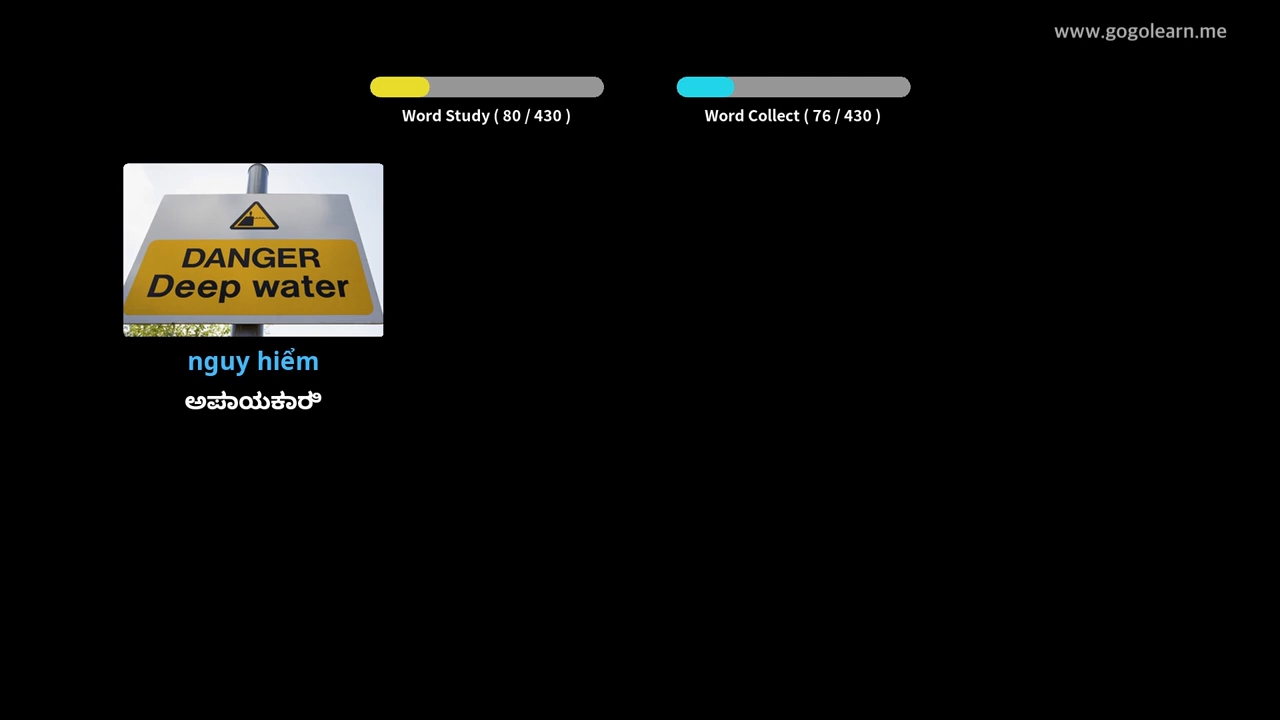 www.gogolearn.me
Word Study ( 80 / 430 )
Word Collect ( 76 / 430 )
DANGER
Deep water
nguy hiểm
ಅಪಾಯಕಾರಿ